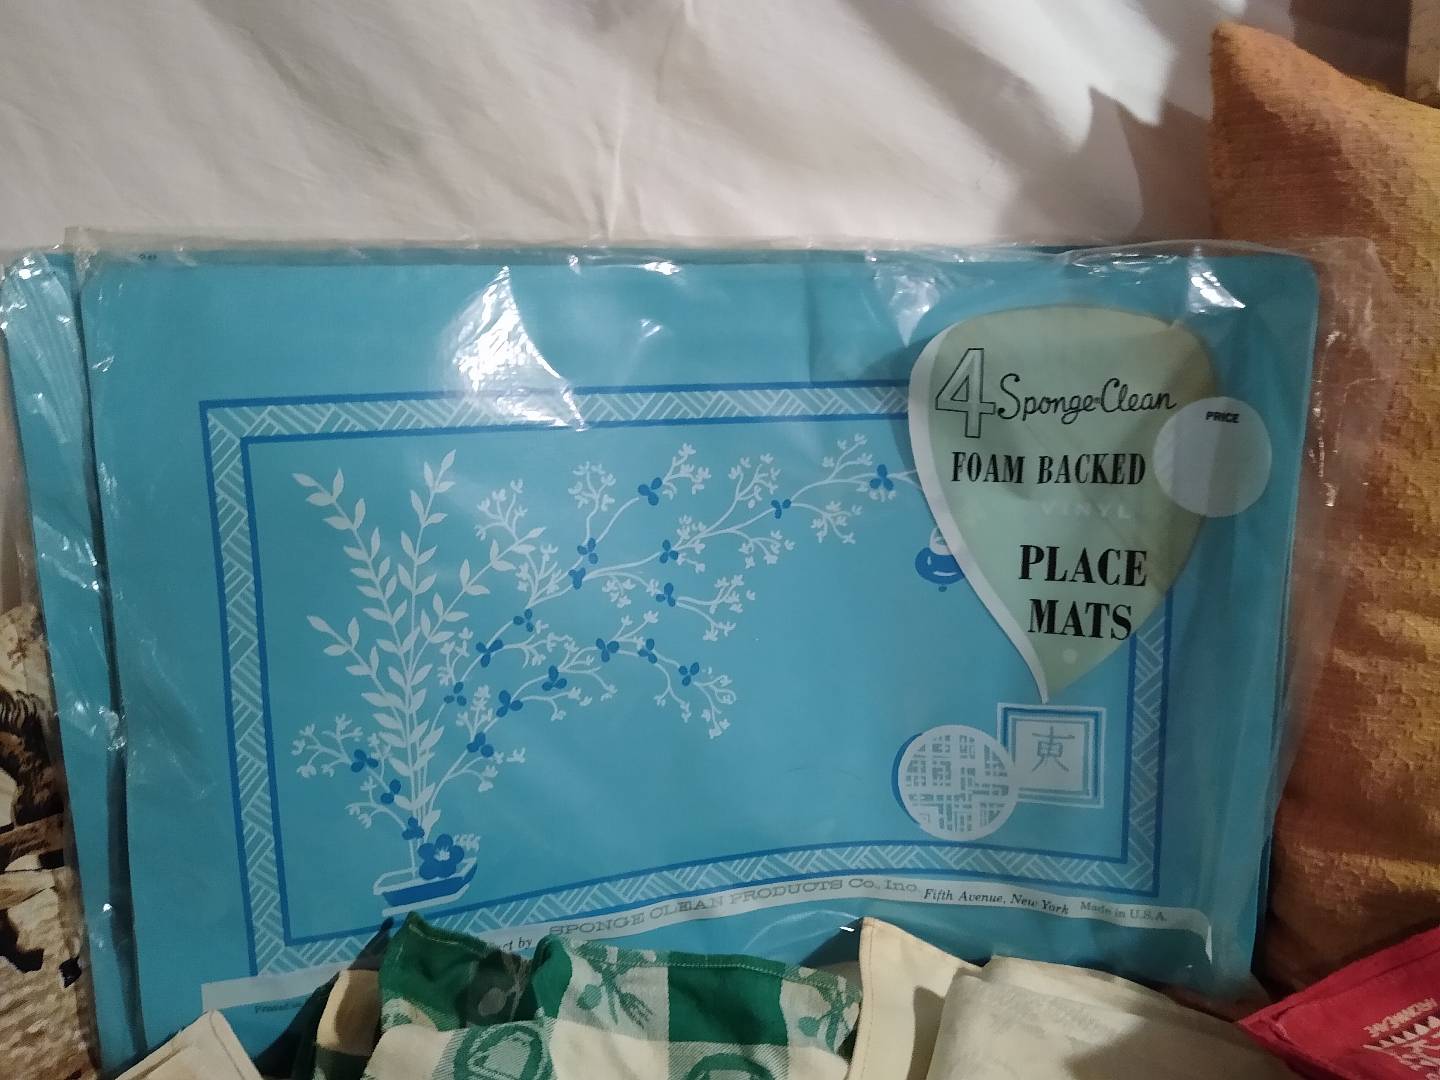 4 Sponge-Clean
PRICE
FOAM BACKED
VINYL
PLACE
MATS
東
by SPONGE CLEAN PRODUCTS Co., Inc. Fifth Avenue, New York Made in U.S.A.